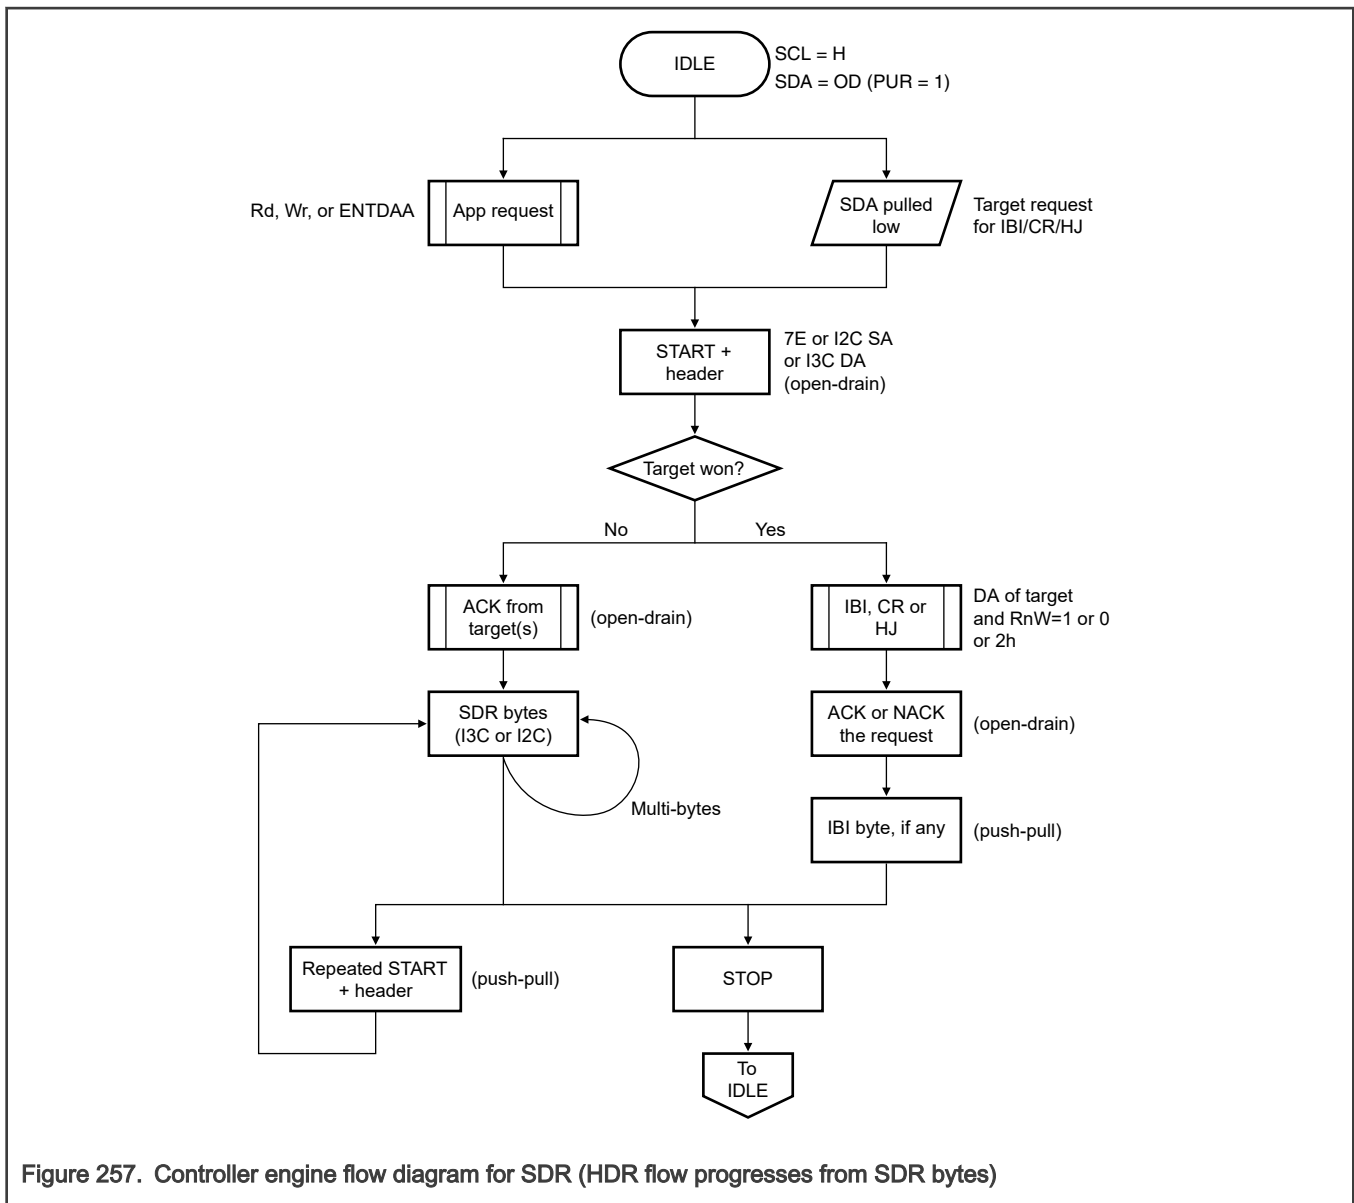 IDLE
SCL = H
SDA = OD (PUR = 1)
Rd, Wr, or ENTDAA
App request
SDA pulled
low
Target request
for IBI/CR/HJ
START +
header
7E or I2C SA
or I3C DA
(open-drain)
Target won?
No
Yes
ACK from
target(s)
(open-drain)
IBI, CR or
HJ
DA of target
and RnW=1 or 0
or 2h
SDR bytes
(I3C or I2C)
ACK or NACK
the request
(open-drain)
Multi-bytes
IBI byte, if any
(push-pull)
Repeated START
+ header
(push-pull)
STOP
To
IDLE
Figure 257. Controller engine flow diagram for SDR (HDR flow progresses from SDR bytes)